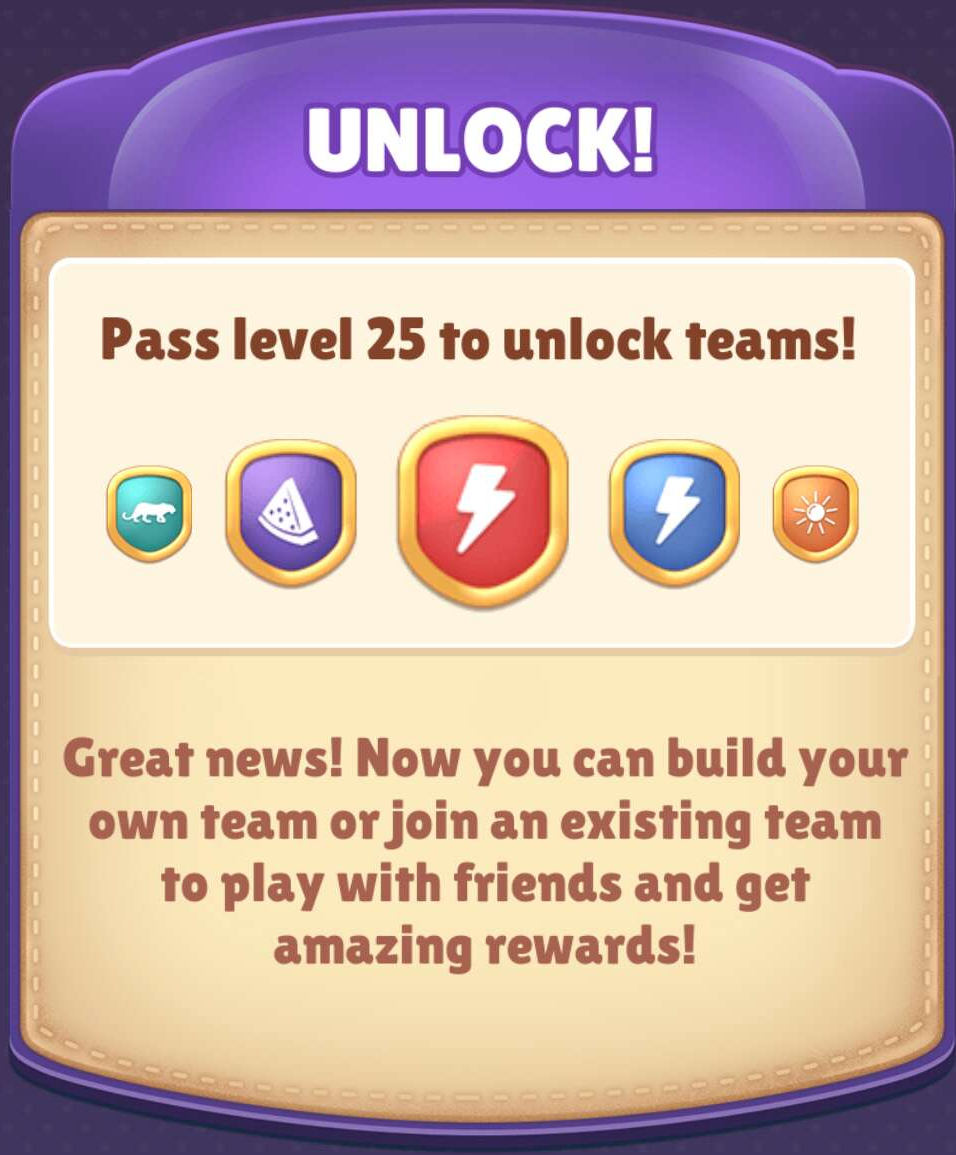 UNLOCK!
Pass level 25 to unlock teams!
Great news! Now you can build your
own team or join an existing team
to play with friends and get
amazing rewards!